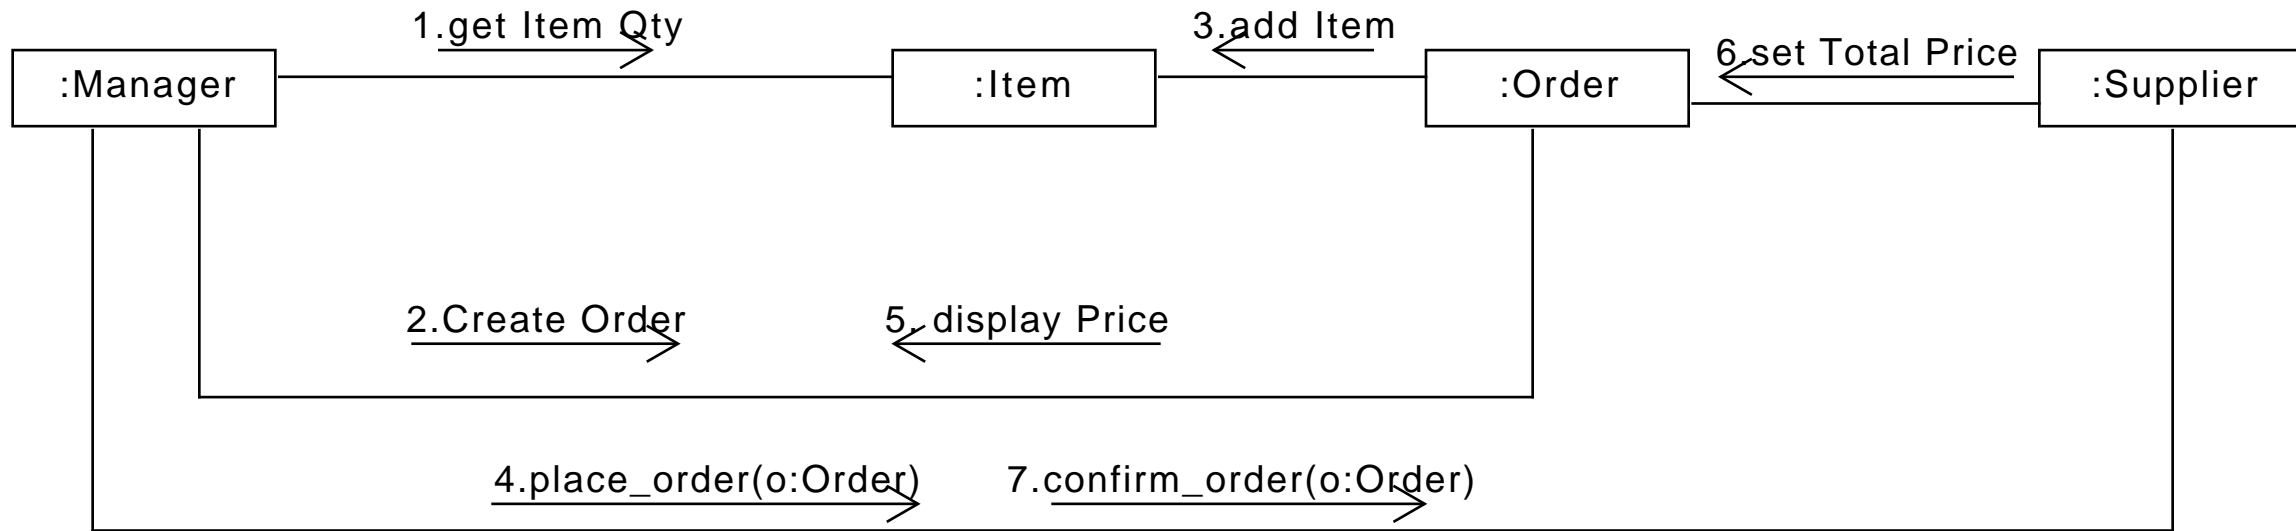 1.get Item Qty
3.add Item
6.set Total Price
:Manager
:Item
:Order
:Supplier
2.Create Order
5. display Price
4.place_order(o:Order)
7.confirm_order(o:Order)